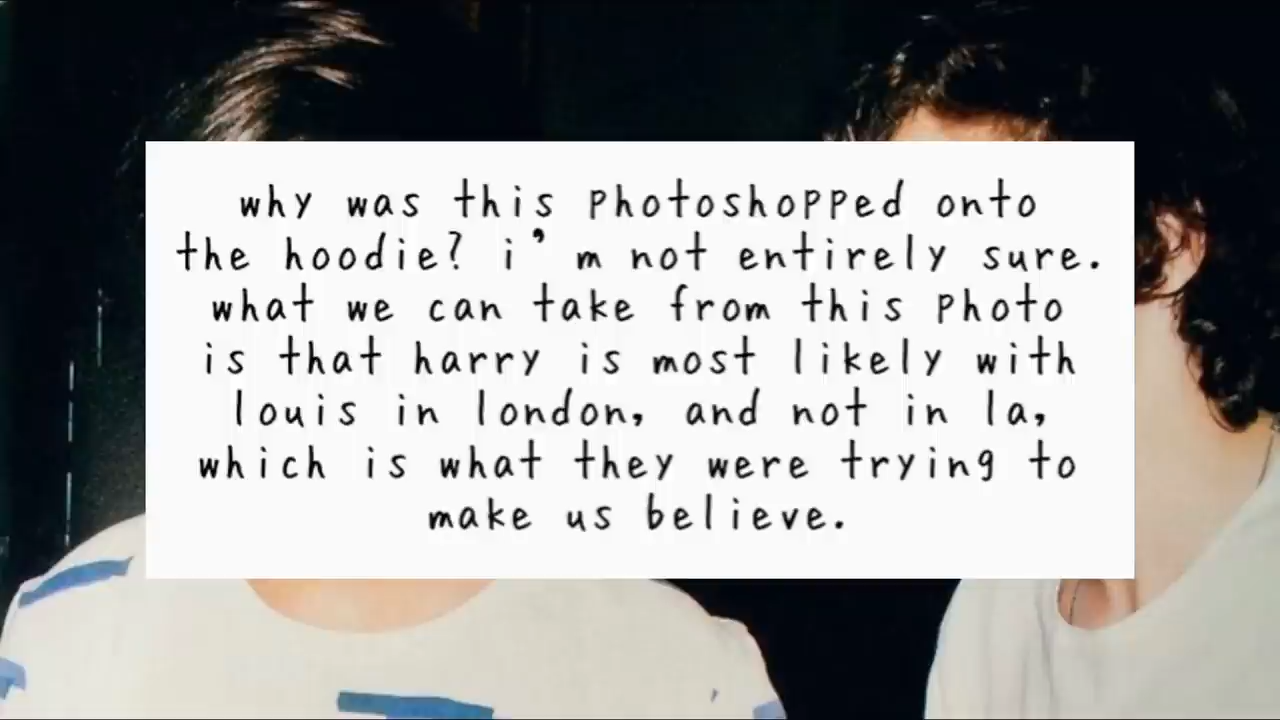 why was this photoshopped onto
the hoodie? i'm not entirely sure.
what we can take from this photo
is that harry is most likely with
louis in london, and not in la,
which is what they were trying to
make us believe.